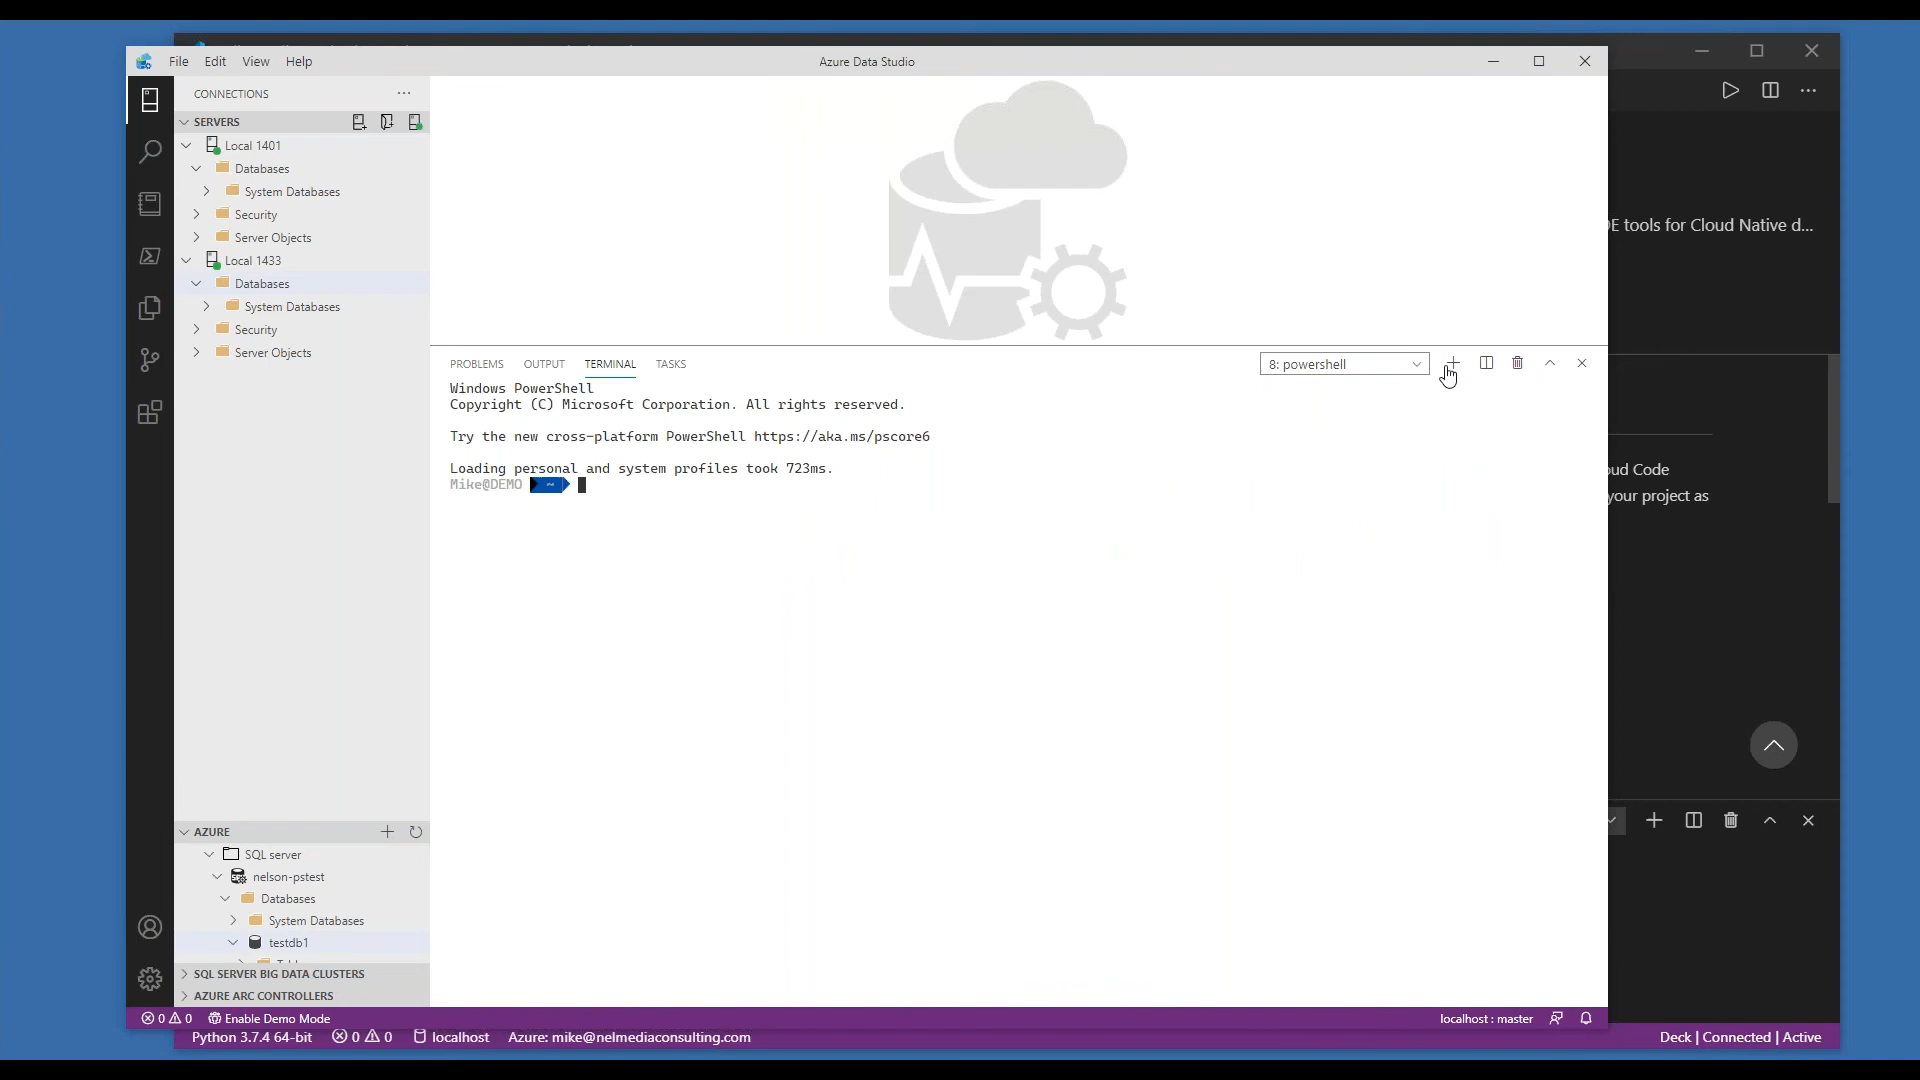 File Edit View Help
Azure Data Studio
CONNECTIONS
SERVERS
Local 1401
Databases
System Databases
Security
Server Objects
Local 1433
Databases
System Databases
Security
Server Objects
AZURE
SQL server
nelson-pstest
Databases
System Databases
testdb1
SQL SERVER BIG DATA CLUSTERS
AZURE ARC CONTROLLERS
PROBLEMS OUTPUT TERMINAL TASKS
8: powershell
Windows PowerShell
Copyright (C) Microsoft Corporation. All rights reserved.
Try the new cross-platform PowerShell https://aka.ms/pscore6
Loading personal and system profiles took 723ms.
Mike@DEMO ~
E tools for Cloud Native d...
oud Code
your project as
0 0 Enable Demo Mode
localhost : master
Python 3.7.4 64-bit 0 0 localhost Azure: mike@nelmediaconsulting.com
Deck | Connected | Active